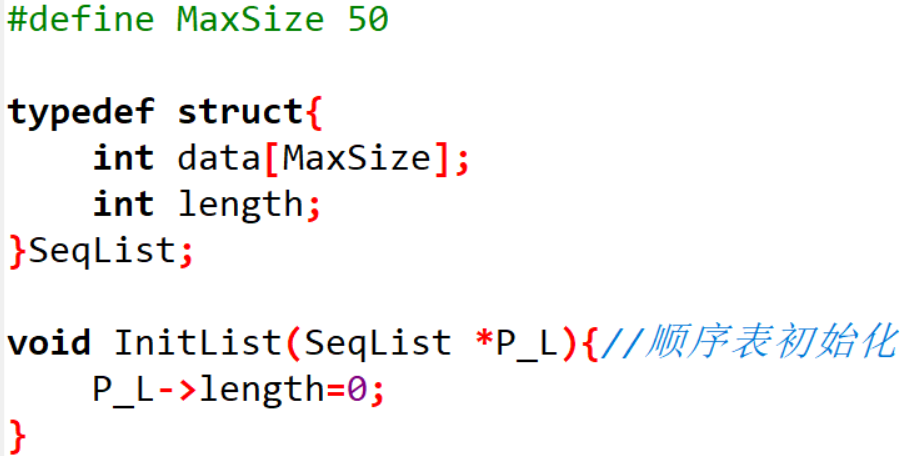 #define MaxSize 50
typedef struct{
    int data[MaxSize];
    int length;
}SeqList;
void InitList(SeqList *P_L){//顺序表初始化
    P_L->length=0;
}